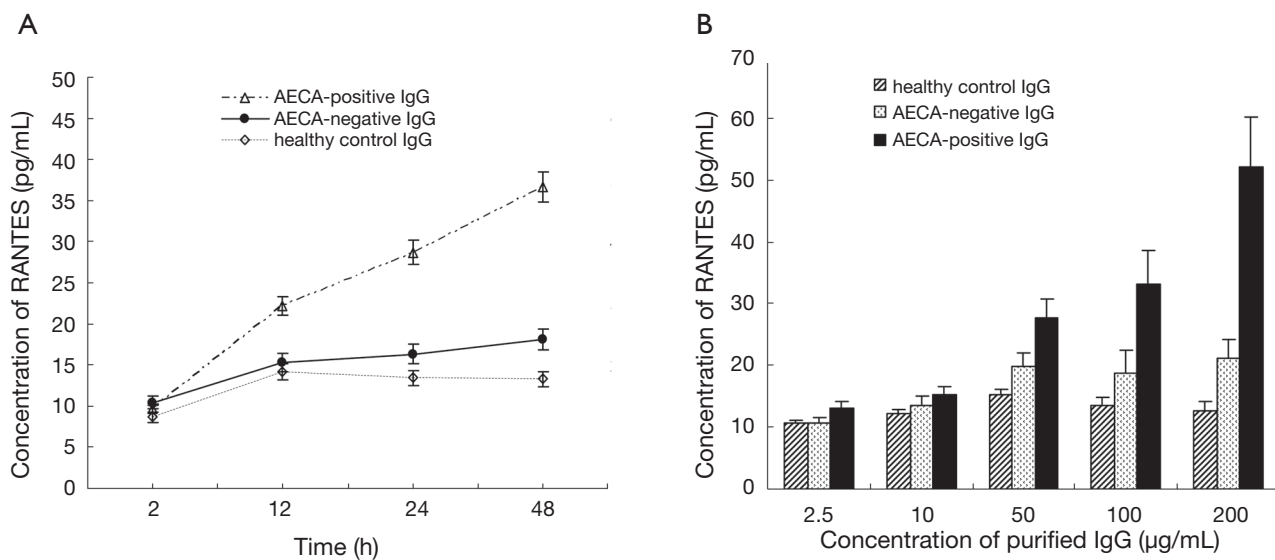 A
Concentration of RANTES (pg/mL)
50
45
40
35
30
25
20
15
10
5
0
AECA-positive IgG
AECA-negative IgG
healthy control IgG
2 12 24 48
Time (h)
B
Concentration of RANTES (pg/mL)
70
60
50
40
30
20
10
0
healthy control IgG
AECA-negative IgG
AECA-positive IgG
2.5 10 50 100 200
Concentration of purified IgG (µg/mL)